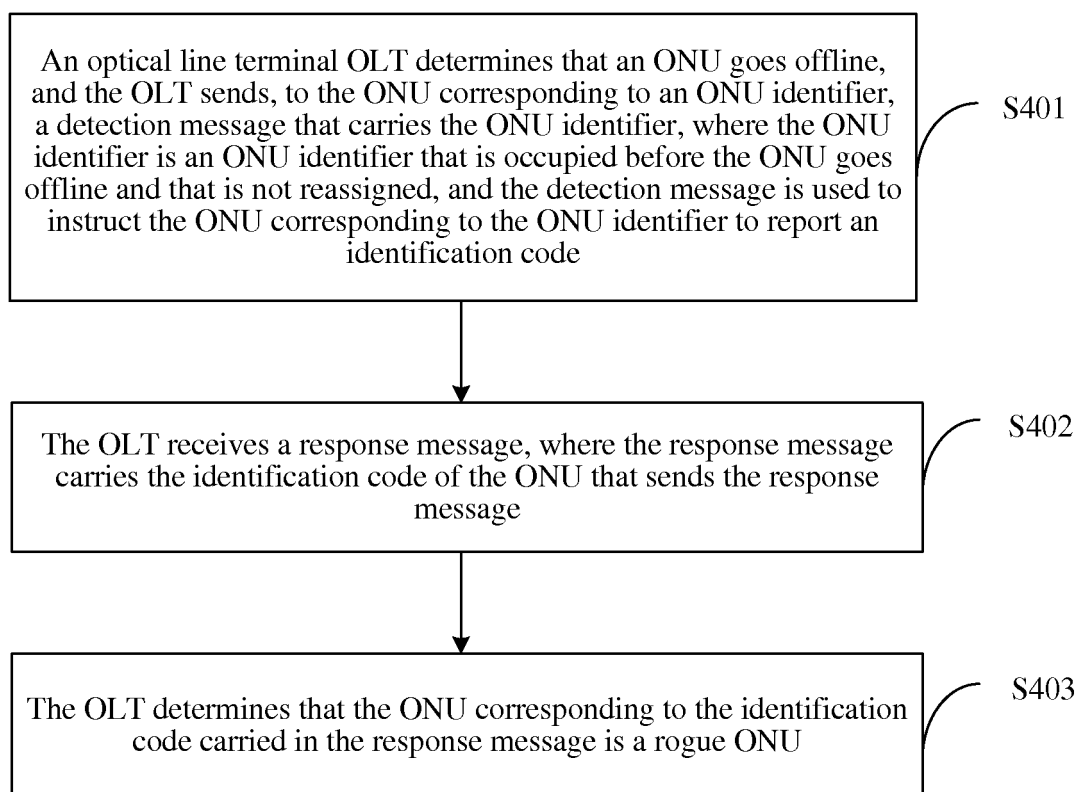 An optical line terminal OLT determines that an ONU goes offline,
and the OLT sends, to the ONU corresponding to an ONU identifier,
a detection message that carries the ONU identifier, where the ONU
identifier is an ONU identifier that is occupied before the ONU goes
offline and that is not reassigned, and the detection message is used to
instruct the ONU corresponding to the ONU identifier to report an
identification code
S401
The OLT receives a response message, where the response message
carries the identification code of the ONU that sends the response
message
S402
The OLT determines that the ONU corresponding to the identification
code carried in the response message is a rogue ONU
S403